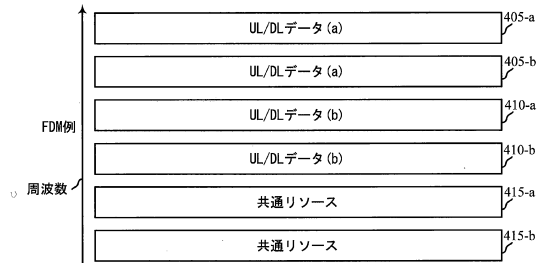 UL/DLデータ(a)
405-a
UL/DLデータ(a)
405-b
UL/DLデータ(b)
410-a
FDM例
UL/DLデータ(b)
410-b
周波数
共通リソース
415-a
共通リソース
415-b